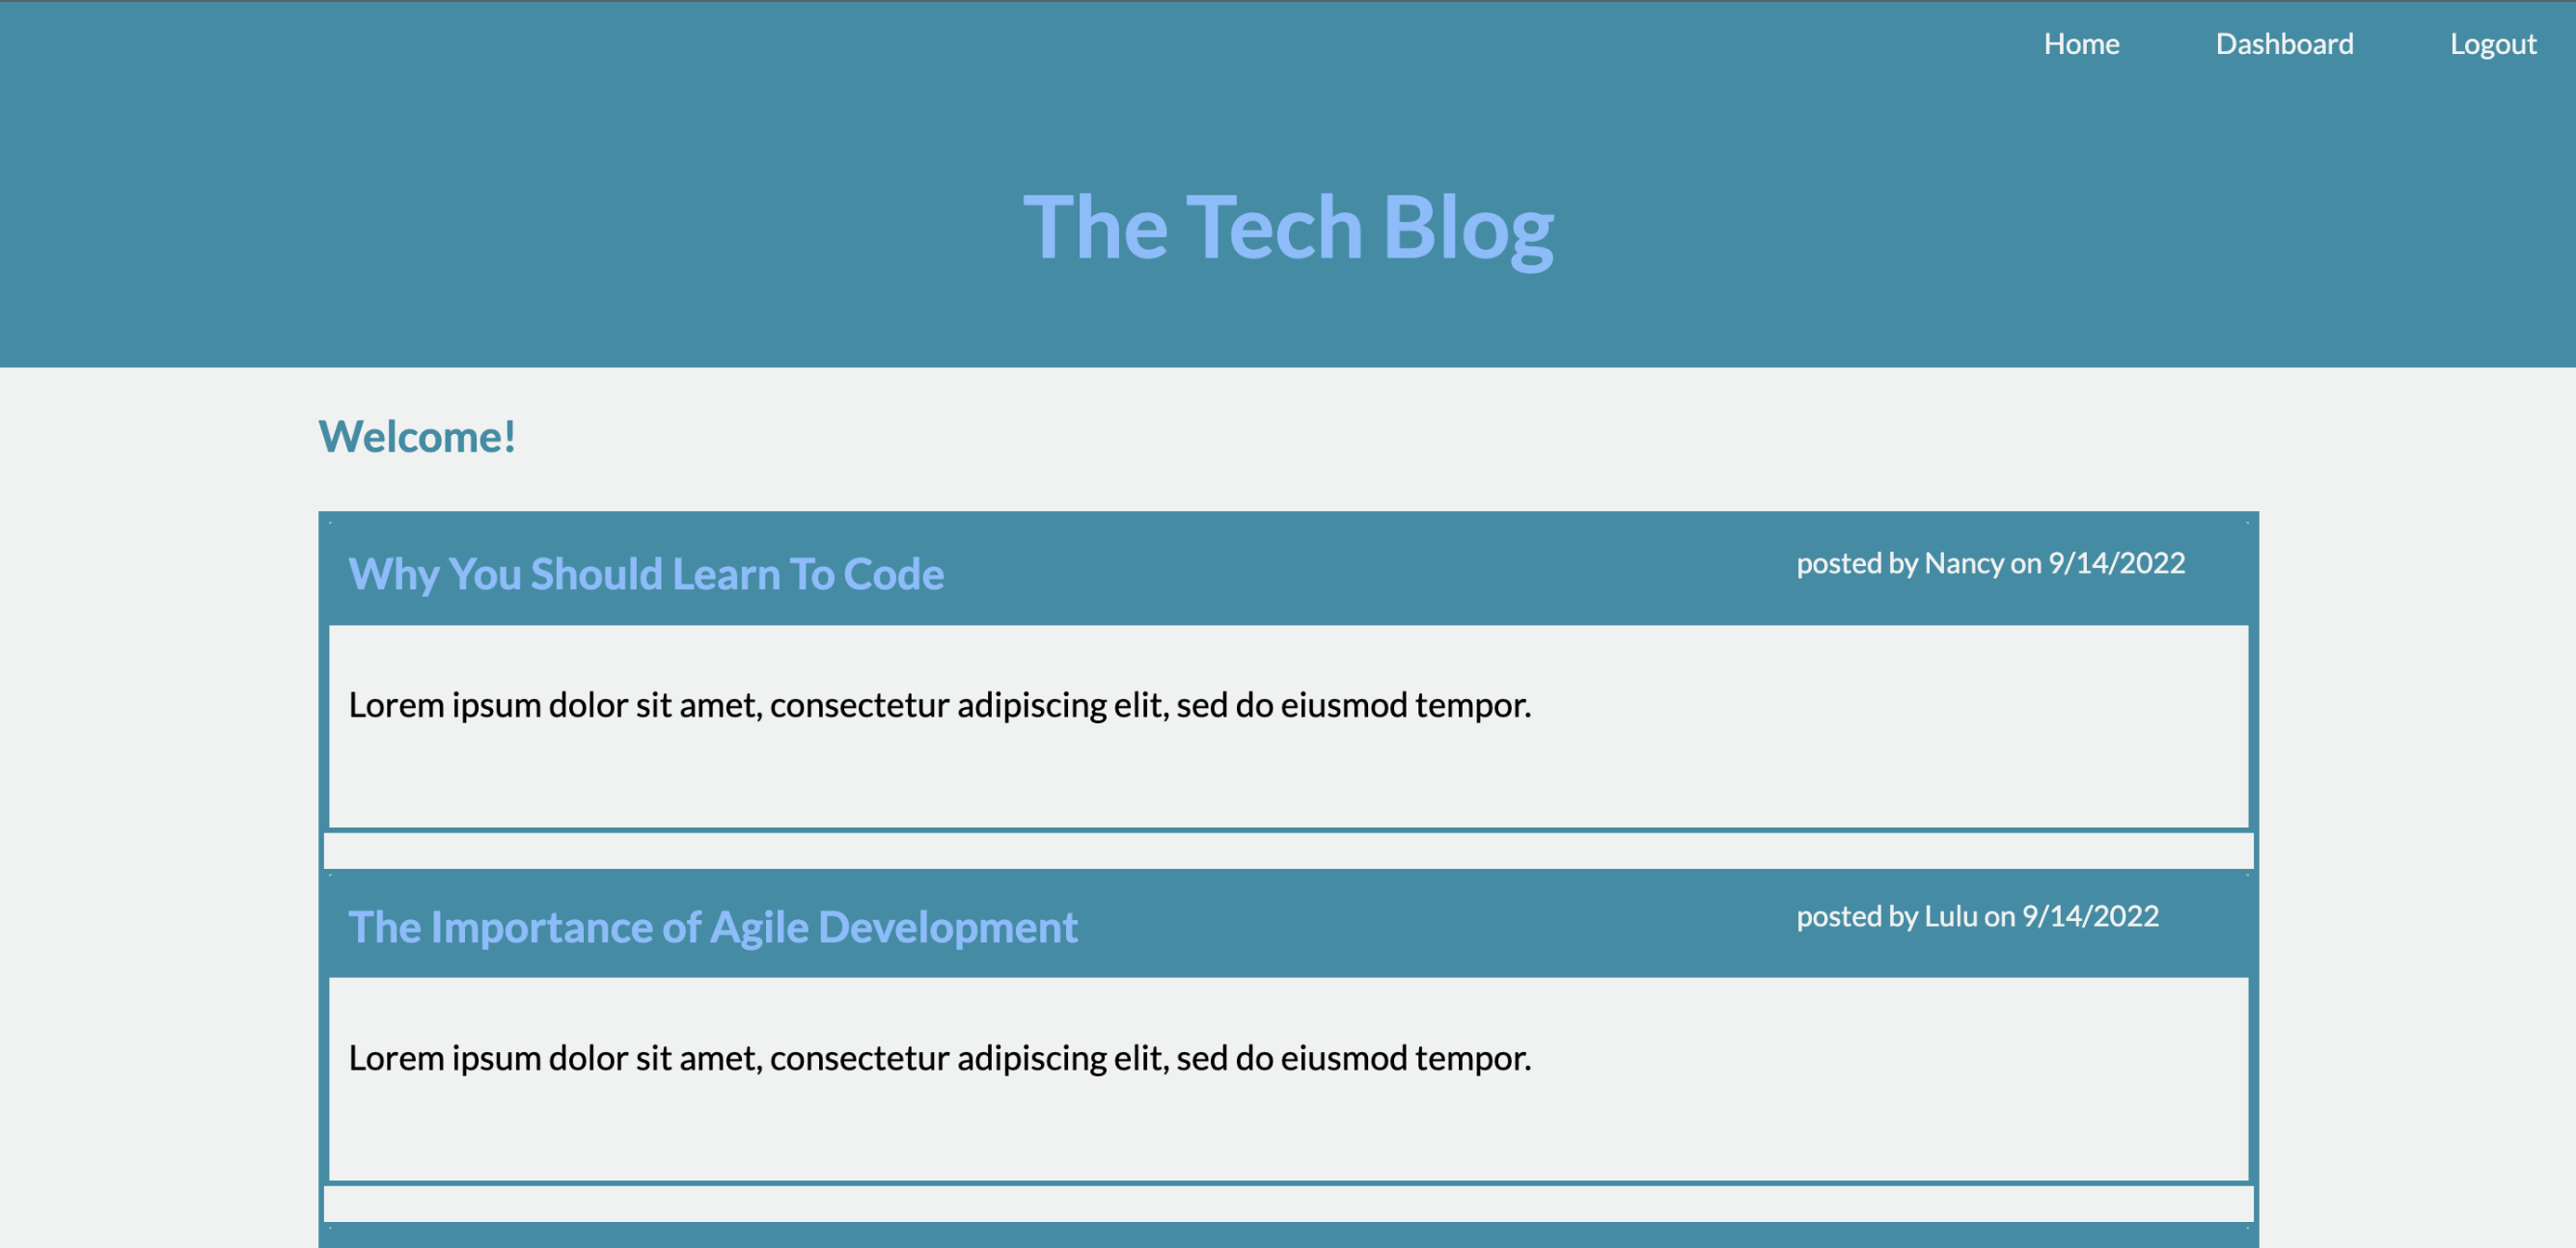 Home Dashboard Logout
The Tech Blog
Welcome!
Why You Should Learn To Code
posted by Nancy on 9/14/2022
Lorem ipsum dolor sit amet, consectetur adipiscing elit, sed do eiusmod tempor.
The Importance of Agile Development
posted by Lulu on 9/14/2022
Lorem ipsum dolor sit amet, consectetur adipiscing elit, sed do eiusmod tempor.